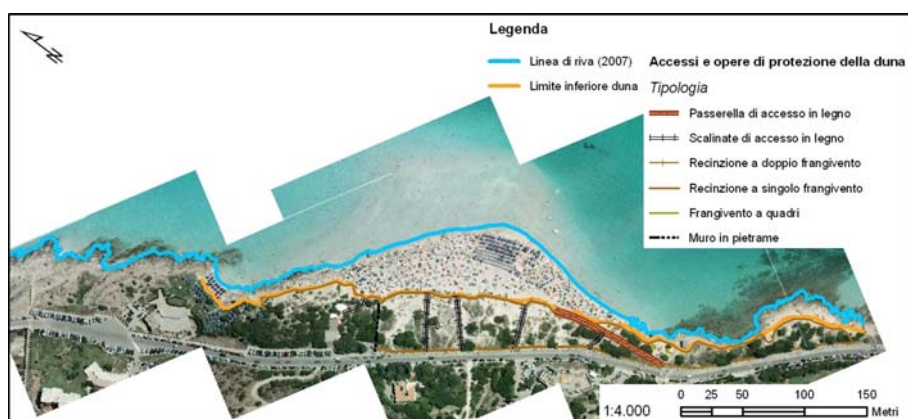 N
Legenda
Linea di riva (2007)
Limite inferiore duna
Accessi e opere di protezione della duna
Tipologia
Passerella di accesso in legno
Scalinate di accesso in legno
Recinzione a doppio frangivento
Recinzione a singolo frangivento
Frangivento a quadri
Muro in pietrame
1:4.000
0 25 50 100 150
Metri